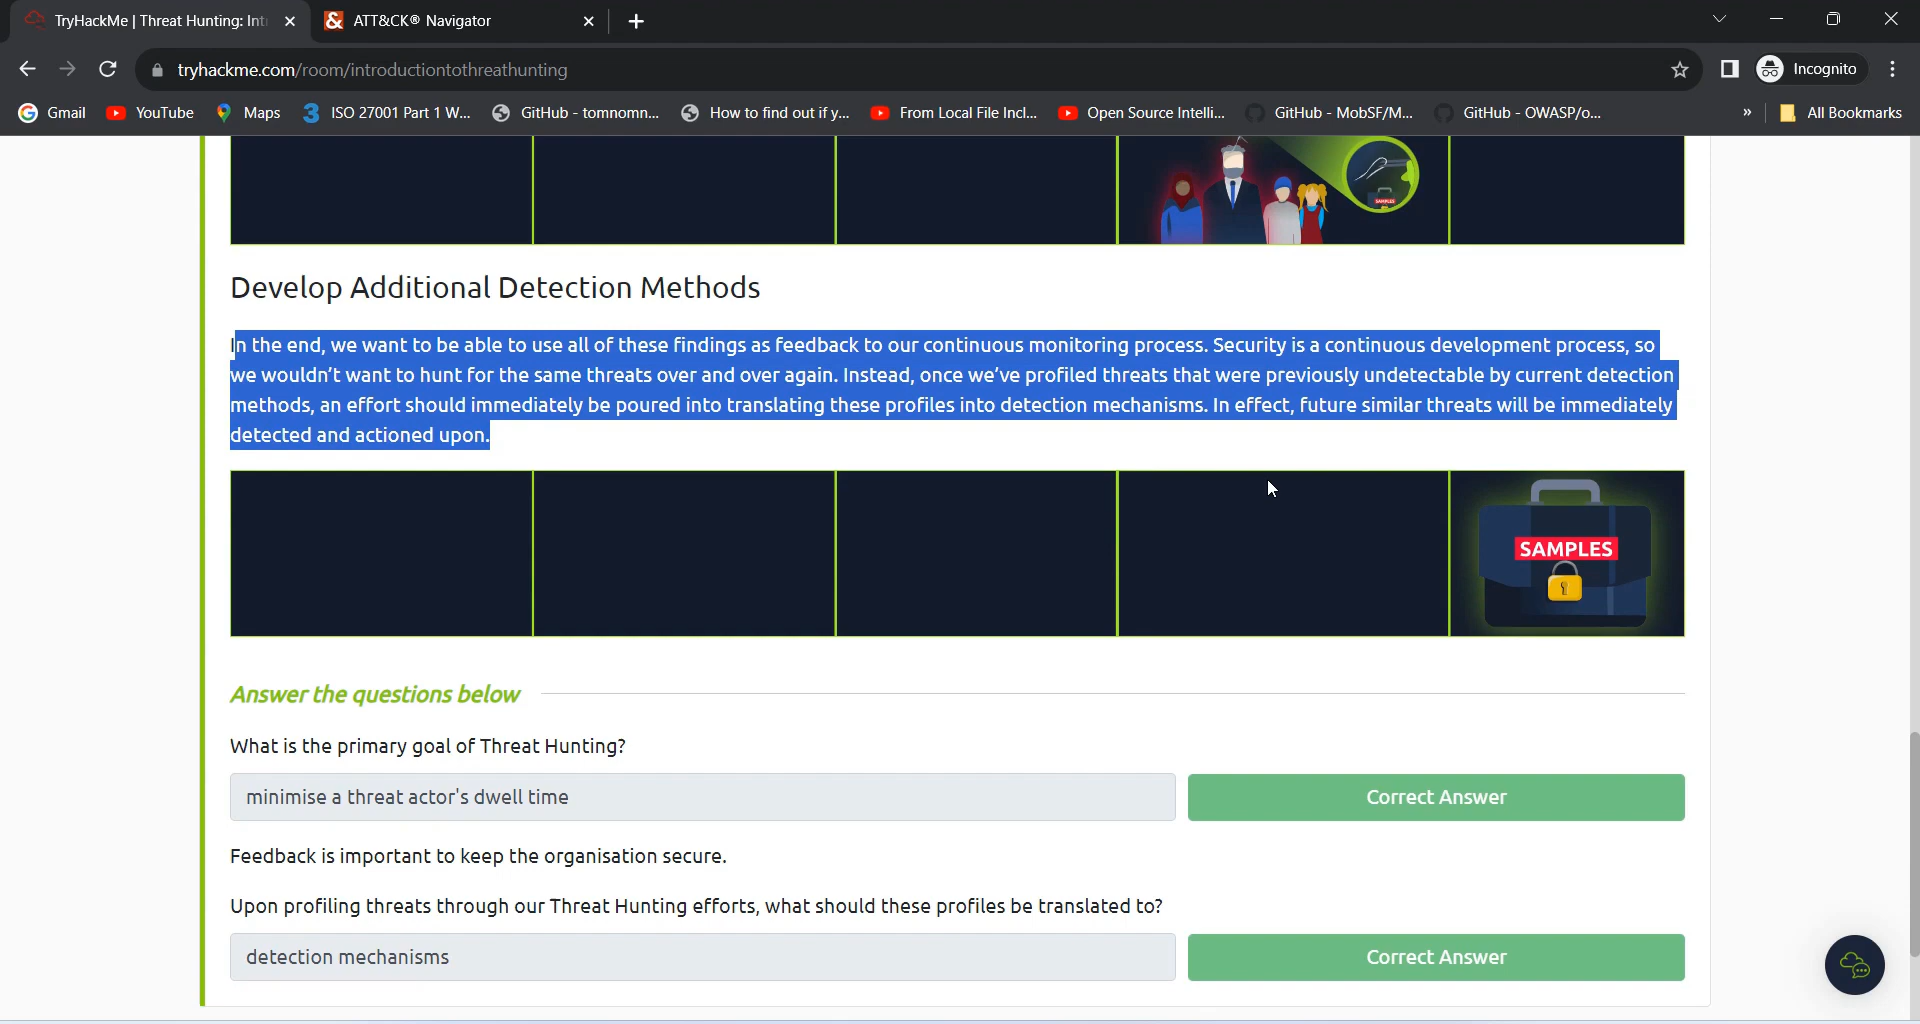 TryHackMe | Threat Hunting: Int
ATT&CK® Navigator
tryhackme.com/room/introductiontothreathunting
Incognito
Gmail
YouTube
Maps
ISO 27001 Part 1 W...
GitHub - tomnomn...
How to find out if y...
From Local File Incl...
Open Source Intelli...
GitHub - MobSF/M...
GitHub - OWASP/o...
»
All Bookmarks
SAMPLES
Develop Additional Detection Methods
In the end, we want to be able to use all of these findings as feedback to our continuous monitoring process. Security is a continuous development process, so
we wouldn't want to hunt for the same threats over and over again. Instead, once we've profiled threats that were previously undetectable by current detection
methods, an effort should immediately be poured into translating these profiles into detection mechanisms. In effect, future similar threats will be immediately
detected and actioned upon.
SAMPLES
Answer the questions below
What is the primary goal of Threat Hunting?
minimise a threat actor's dwell time
Correct Answer
Feedback is important to keep the organisation secure.
Upon profiling threats through our Threat Hunting efforts, what should these profiles be translated to?
detection mechanisms
Correct Answer